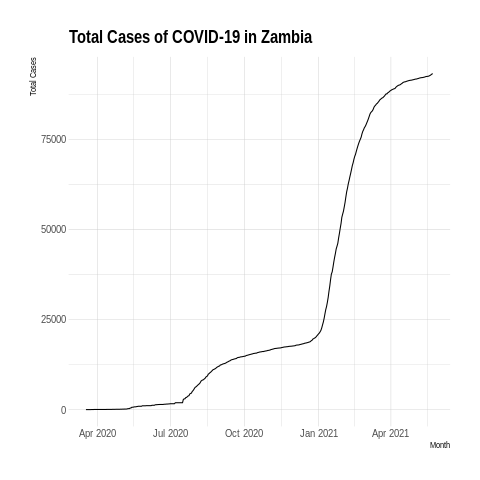 Total Cases of COVID-19 in Zambia
Total Cases
75000
50000
25000
0
Apr 2020 Jul 2020 Oct 2020 Jan 2021 Apr 2021
Month